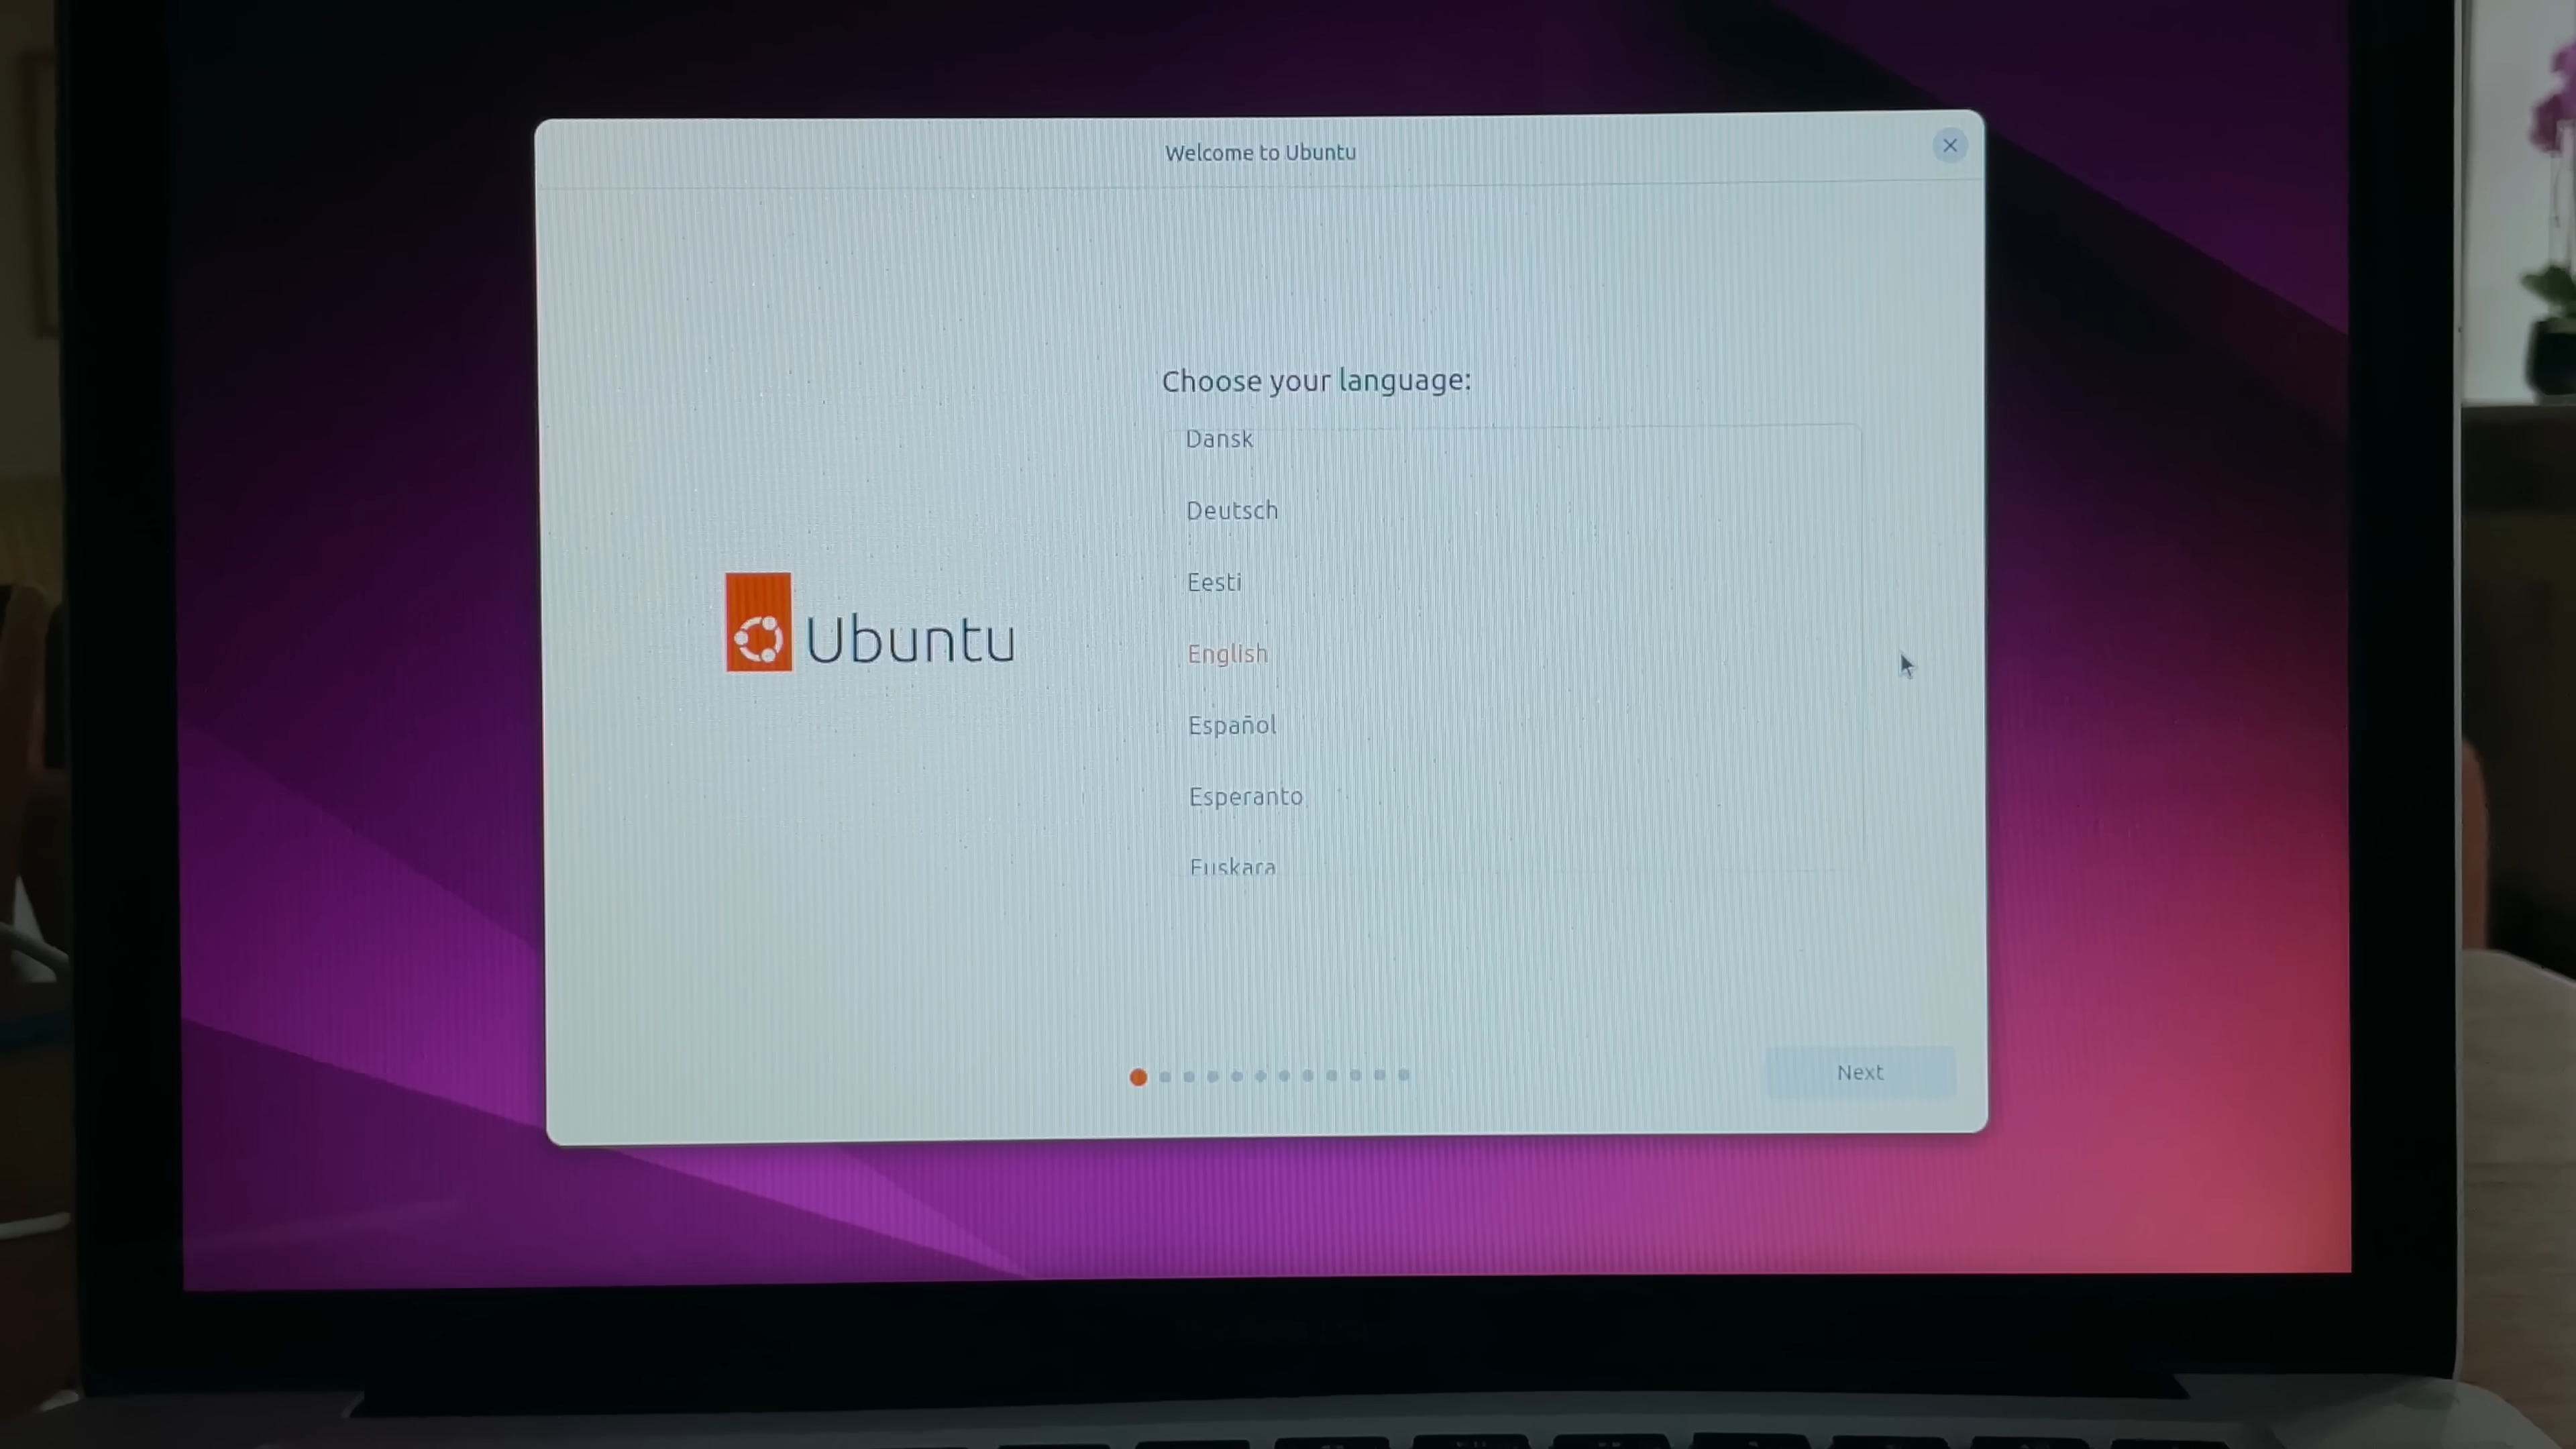 Welcome to Ubuntu
Choose your language:
Dansk
Deutsch
Eesti
English
Español
Esperanto
Euskara
Ubuntu
Next